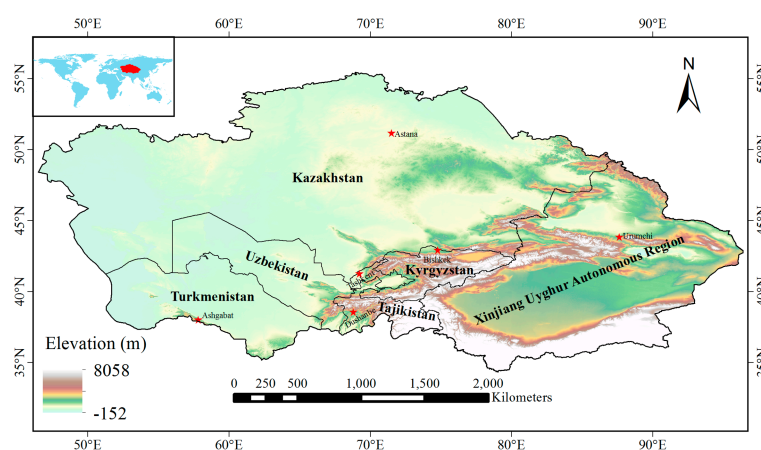 50°E 60°E 70°E 80°E 90°E
N
55°N 55°N
Astana
50°N 50°N
Kazakhstan
45°N 45°N
Urumchi
Bishkek
Uzbekistan
Kyrgyzstan
Xinjiang Uyghur Autonomous Region
40°N 40°N
Turkmenistan
Tajikistan
Dushanbe
Ashgabat
35°N 35°N
Elevation (m)
8058
-152
0 250 500 1,000 1,500 2,000
Kilometers
50°E 60°E 70°E 80°E 90°E